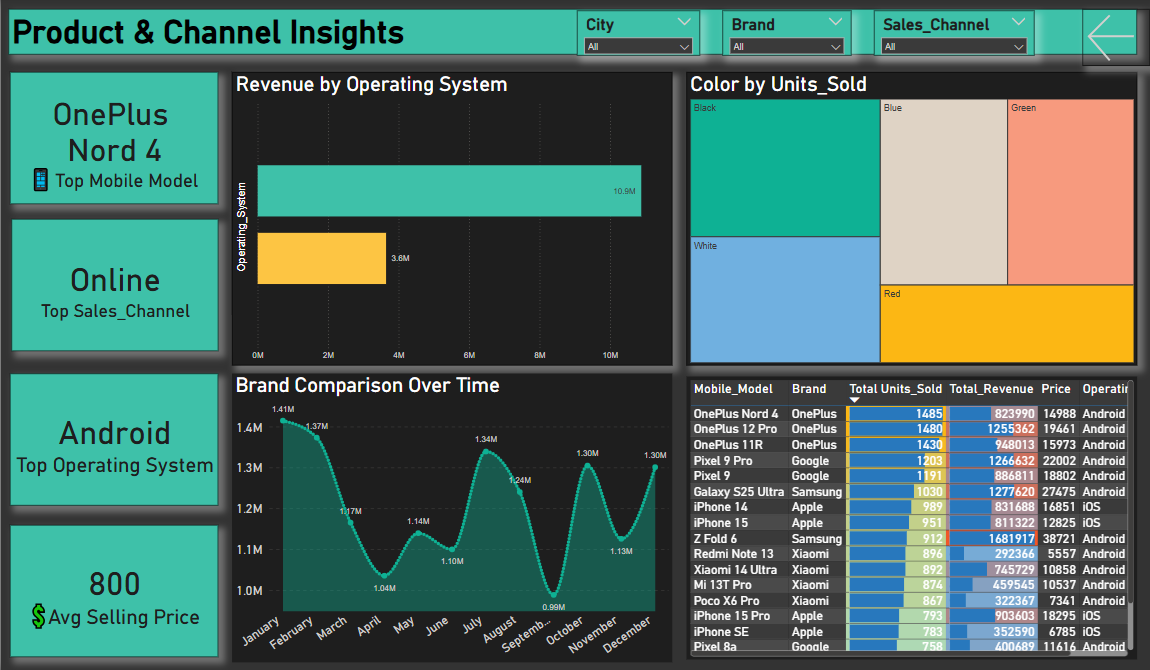 Product & Channel Insights
City
All
Brand
All
Sales_Channel
All
OnePlus
Nord 4
Top Mobile Model
Online
Top Sales_Channel
Android
Top Operating System
800
Avg Selling Price
Revenue by Operating System
Operating_System
10.9M
3.6M
0M 2M 4M 6M 8M 10M
Color by Units_Sold
Black
Blue
Green
White
Red
Brand Comparison Over Time
1.4M
1.3M
1.2M
1.1M
1.0M
1.41M
1.37M
1.17M
1.04M
1.14M
1.10M
1.34M
1.24M
0.99M
1.30M
1.13M
1.30M
January
February
March
April
May
June
July
August
Septemb...
October
November
December
Mobile_Model Brand Total Units_Sold Total_Revenue Price Operatin
OnePlus Nord 4 OnePlus 1485 823990 14988 Android
OnePlus 12 Pro OnePlus 1480 1255362 19461 Android
OnePlus 11R OnePlus 1430 948013 15973 Android
Pixel 9 Pro Google 1203 1266632 22002 Android
Pixel 9 Google 1191 886811 18802 Android
Galaxy S25 Ultra Samsung 1030 1277620 27475 Android
iPhone 14 Apple 989 831688 16851 iOS
iPhone 15 Apple 951 811322 12825 iOS
Z Fold 6 Samsung 912 1681917 38721 Android
Redmi Note 13 Xiaomi 896 292366 5557 Android
Xiaomi 14 Ultra Xiaomi 892 745729 10858 Android
Mi 13T Pro Xiaomi 874 459545 10537 Android
Poco X6 Pro Xiaomi 867 322367 7341 Android
iPhone 15 Pro Apple 793 903603 18295 iOS
iPhone SE Apple 783 352590 6785 iOS
Pixel 8a Google 758 400689 11616 Android